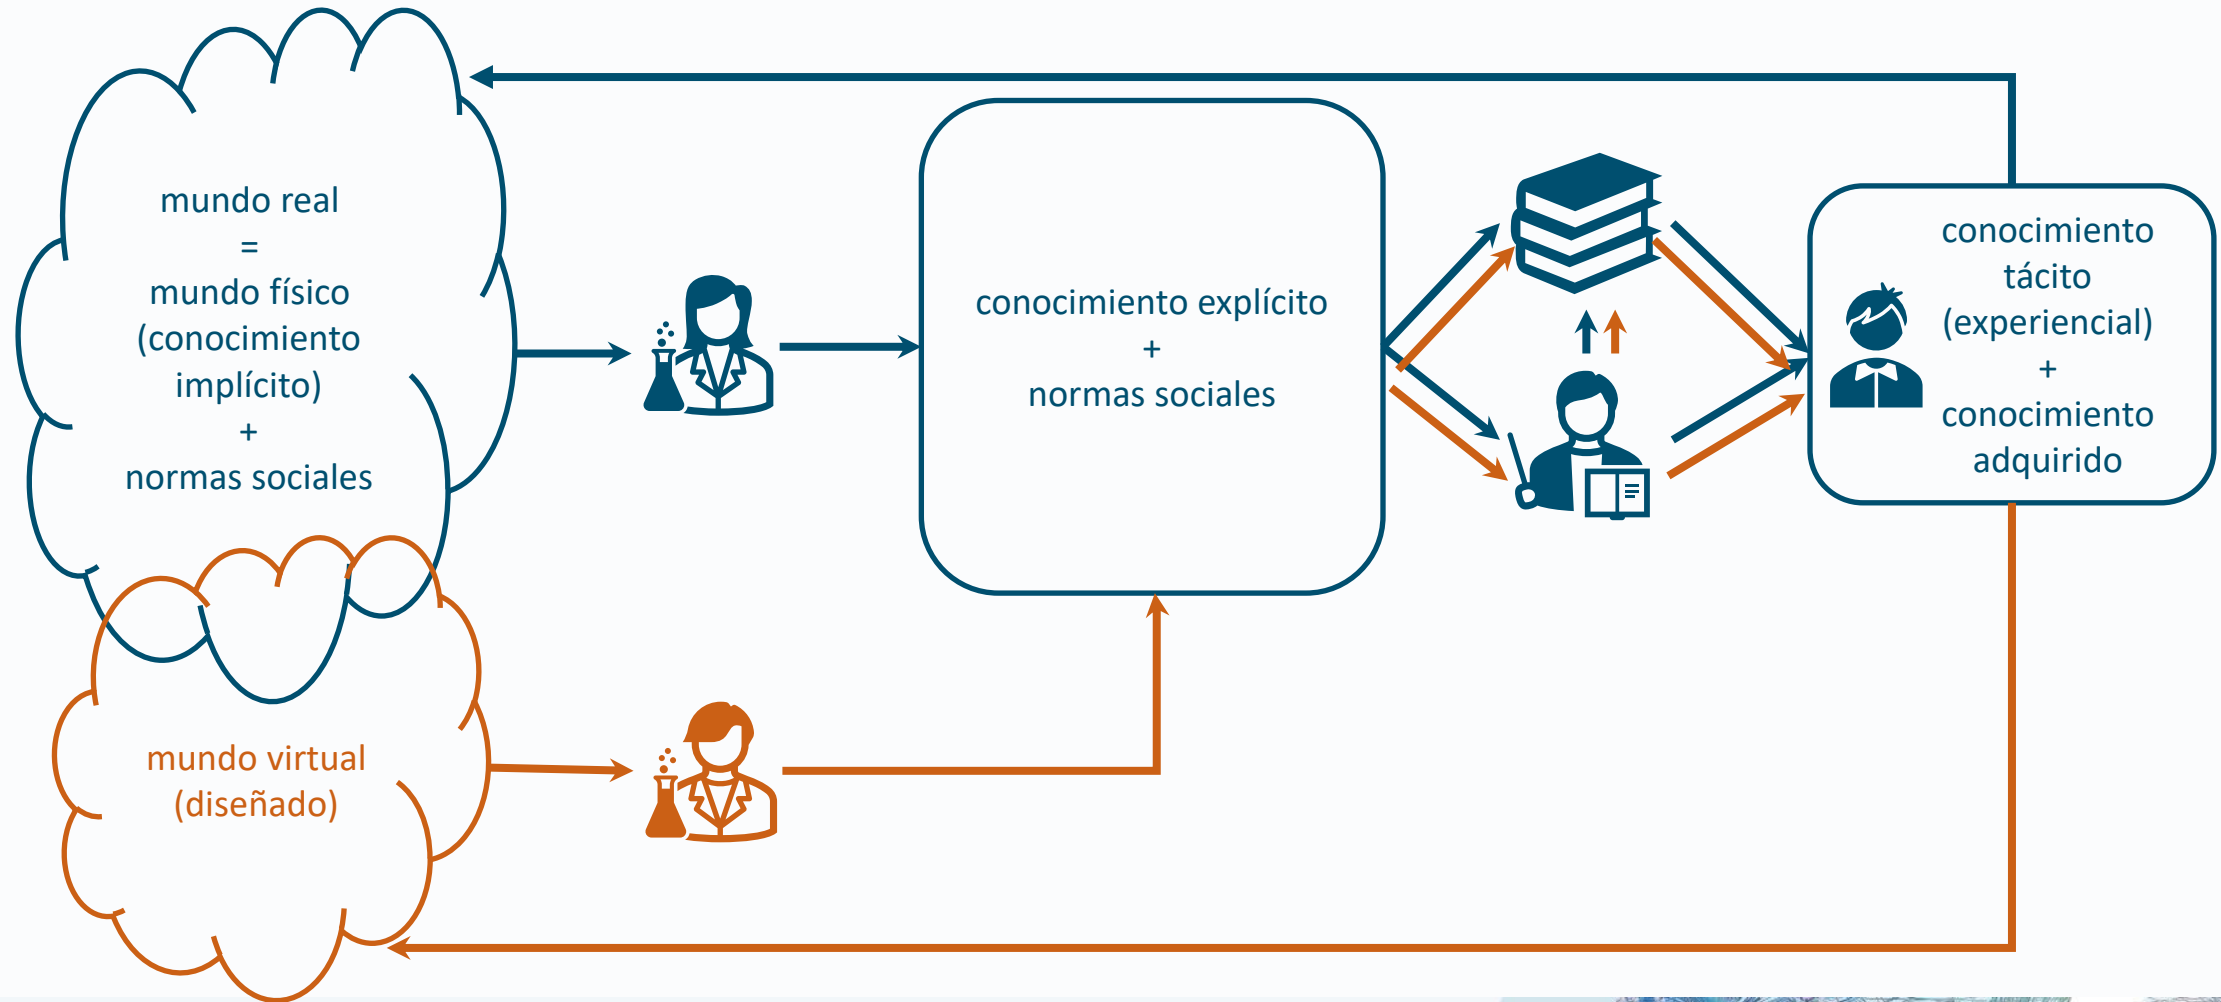 mundo real
=
mundo físico
(conocimiento
implícito)
+
normas sociales
mundo virtual
(diseñado)
conocimiento explícito
+
normas sociales
conocimiento
tácito
(experiencial)
+
conocimiento
adquirido